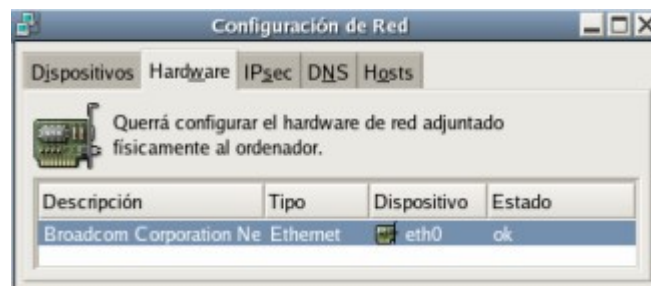 Configuración de Red
Dispositivos Hardware IPsec DNS Hosts
Querrá configurar el hardware de red adjuntado
físicamente al ordenador.
Descripción Tipo Dispositivo Estado
Broadcom Corporation Ne Ethernet eth0 ok